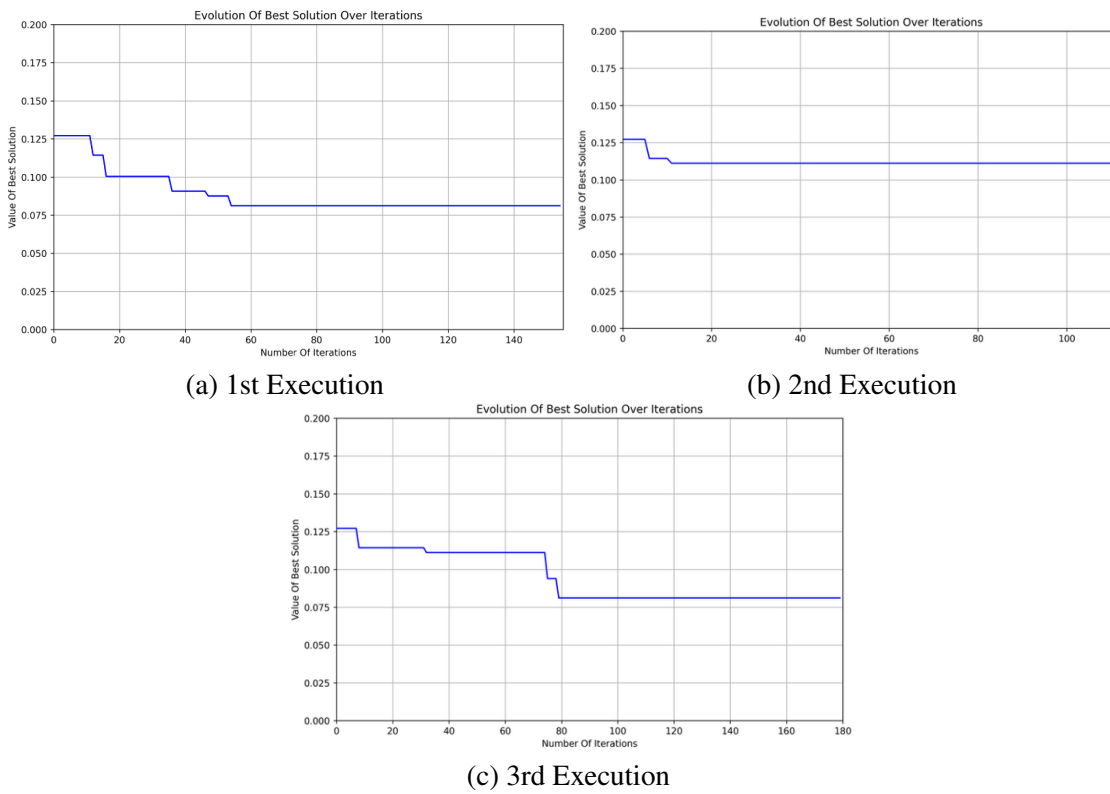 Evolution Of Best Solution Over Iterations
0.200
0.175
0.150
0.125
0.100
0.075
0.050
0.025
0.000
Value Of Best Solution
0 20 40 60 80 100 120 140
Number Of Iterations
(a) 1st Execution
Evolution Of Best Solution Over Iterations
0.200
0.175
0.150
0.125
0.100
0.075
0.050
0.025
0.000
Value Of Best Solution
0 20 40 60 80 100
Number Of Iterations
(b) 2nd Execution
Evolution Of Best Solution Over Iterations
0.200
0.175
0.150
0.125
0.100
0.075
0.050
0.025
0.000
Value Of Best Solution
0 20 40 60 80 100 120 140 160 180
Number Of Iterations
(c) 3rd Execution